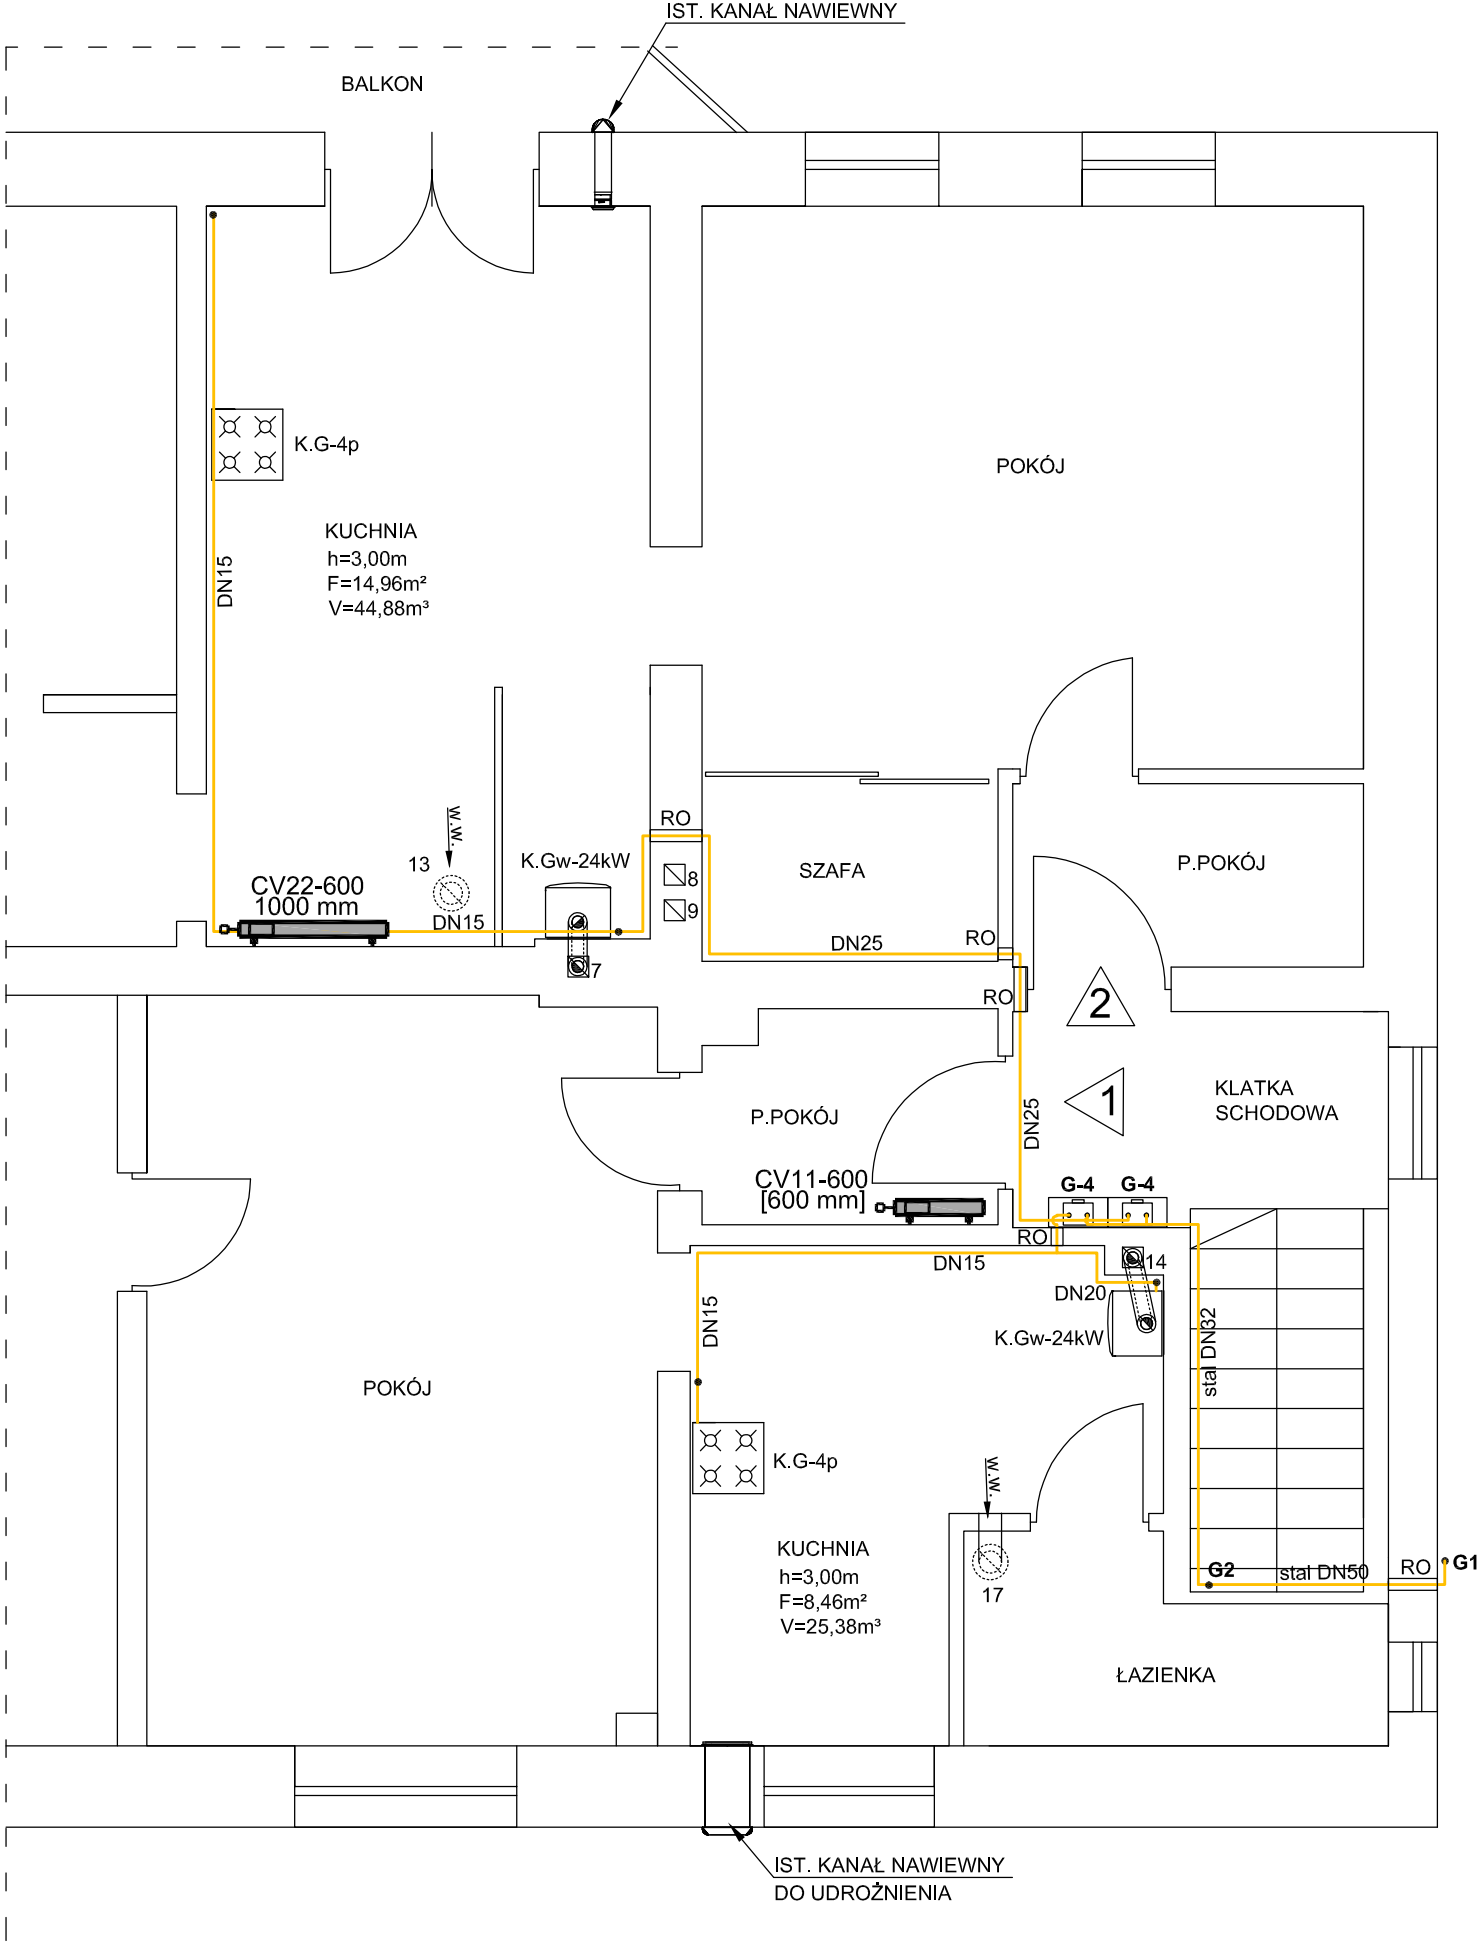 IST. KANAŁ NAWIEWNY
BALKON
K.G-4p
POKÓJ
KUCHNIA
h=3,00m
F=14,96m²
V=44,88m³
DN15
w.w.
RO
13
K.Gw-24kW
8
SZAFA
P.POKÓJ
CV22-600
1000 mm
9
DN15
DN25
RO
7
RO
2
1
KLATKA
SCHODOWA
P.POKÓJ
DN25
CV11-600
[600 mm]
G-4
G-4
RO
DN15
14
DN20
DN15
K.Gw-24kW
stal DN32
POKÓJ
K.G-4p
w.w.
KUCHNIA
h=3,00m
F=8,46m²
V=25,38m³
17
G2
stal DN50
RO
G1
ŁAZIENKA
IST. KANAŁ NAWIEWNY
DO UDROŻNIENIA